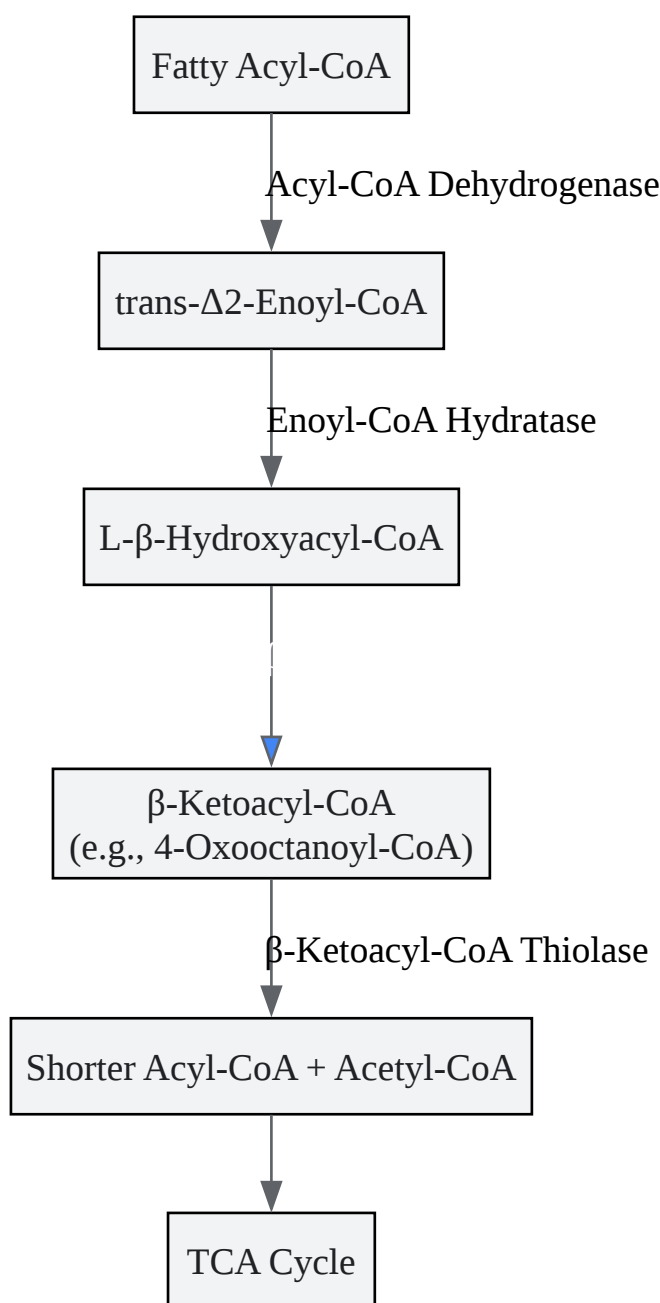 Fatty Acyl-CoA
Acyl-CoA Dehydrogenase
trans-Δ2-Enoyl-CoA
Enoyl-CoA Hydratase
L-β-Hydroxyacyl-CoA
β-Ketoacyl-CoA
(e.g., 4-Oxooctanoyl-CoA)
β-Ketoacyl-CoA Thiolase
Shorter Acyl-CoA + Acetyl-CoA
TCA Cycle